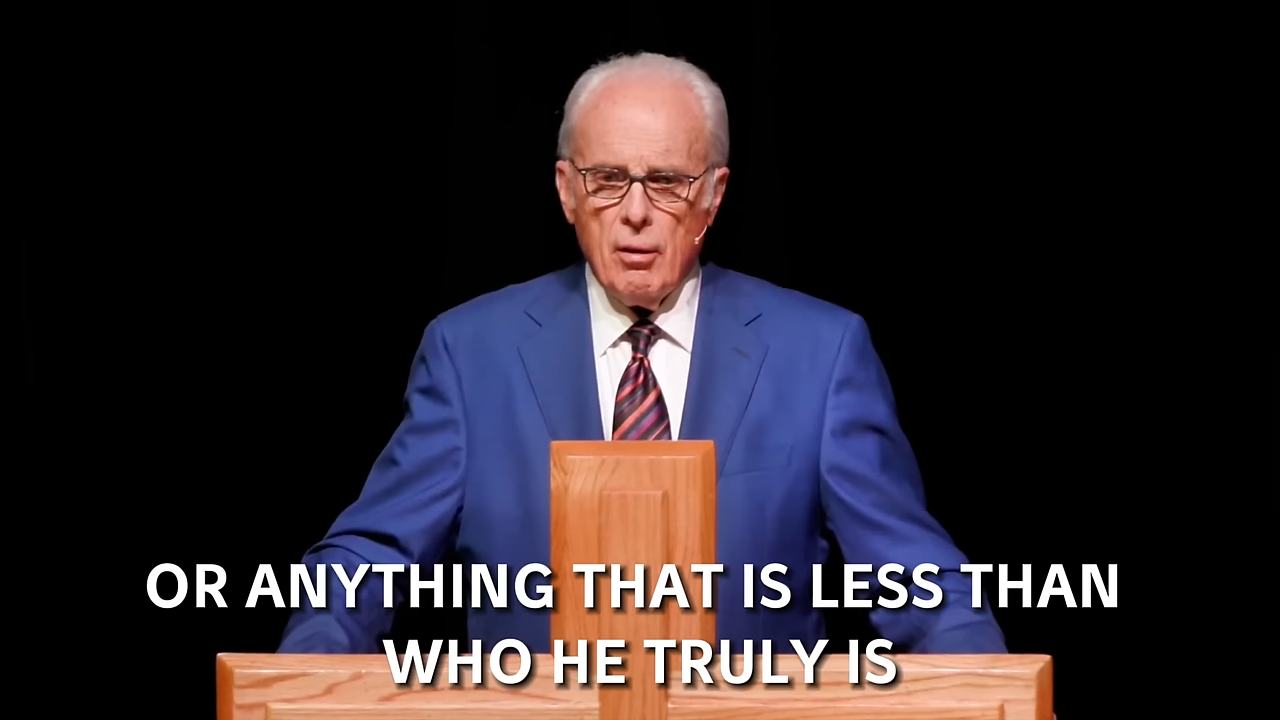 OR ANYTHING THAT IS LESS THAN
WHO HE TRULY IS